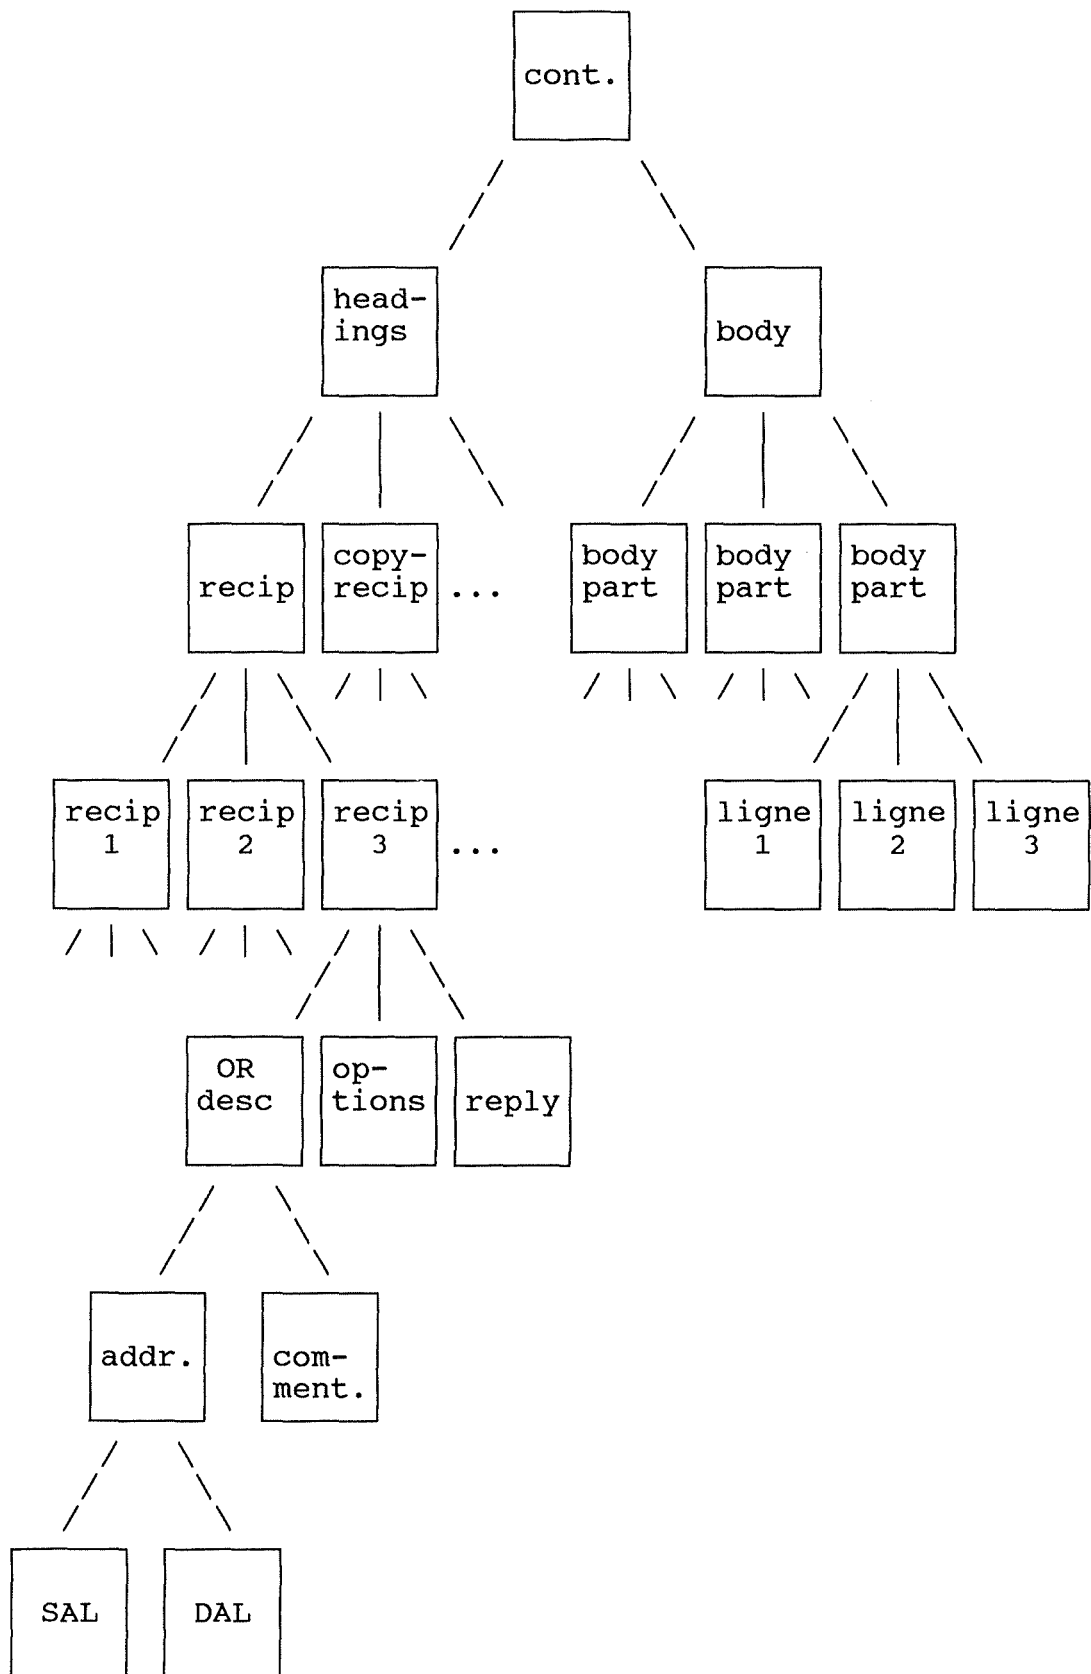 cont.
head-
ings
body
recip
copy-
recip
...
body
part
body
part
body
part
recip
1
recip
2
recip
3
...
ligne
1
ligne
2
ligne
3
OR
desc
op-
tions
reply
addr.
com-
ment.
SAL
DAL